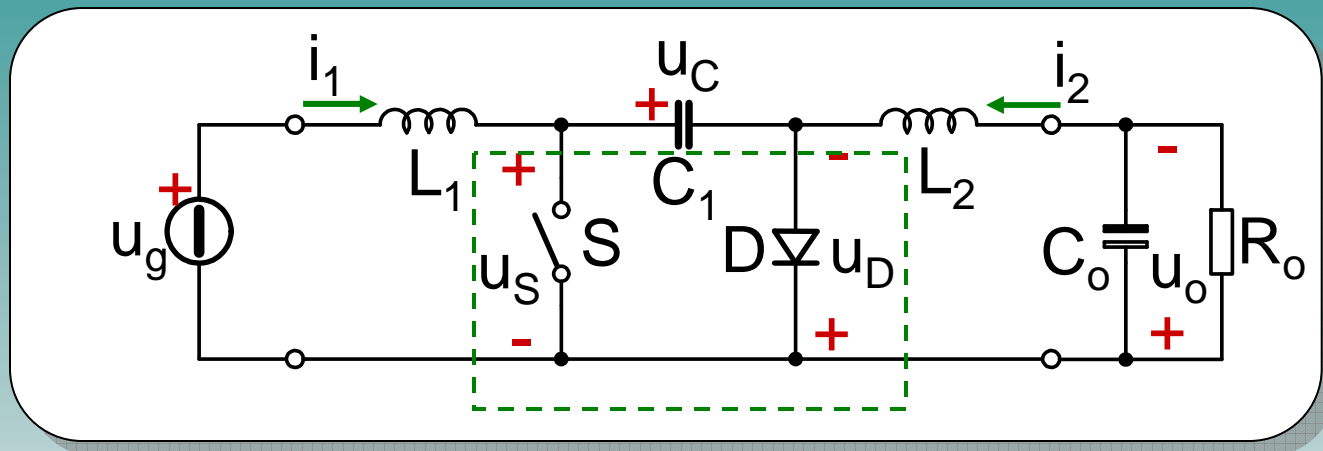 i1
uC
i2
+
+
L1
+
C1
-
L2
-
ug
uS
S
D
uD
Co
uo
Ro
-
+
+